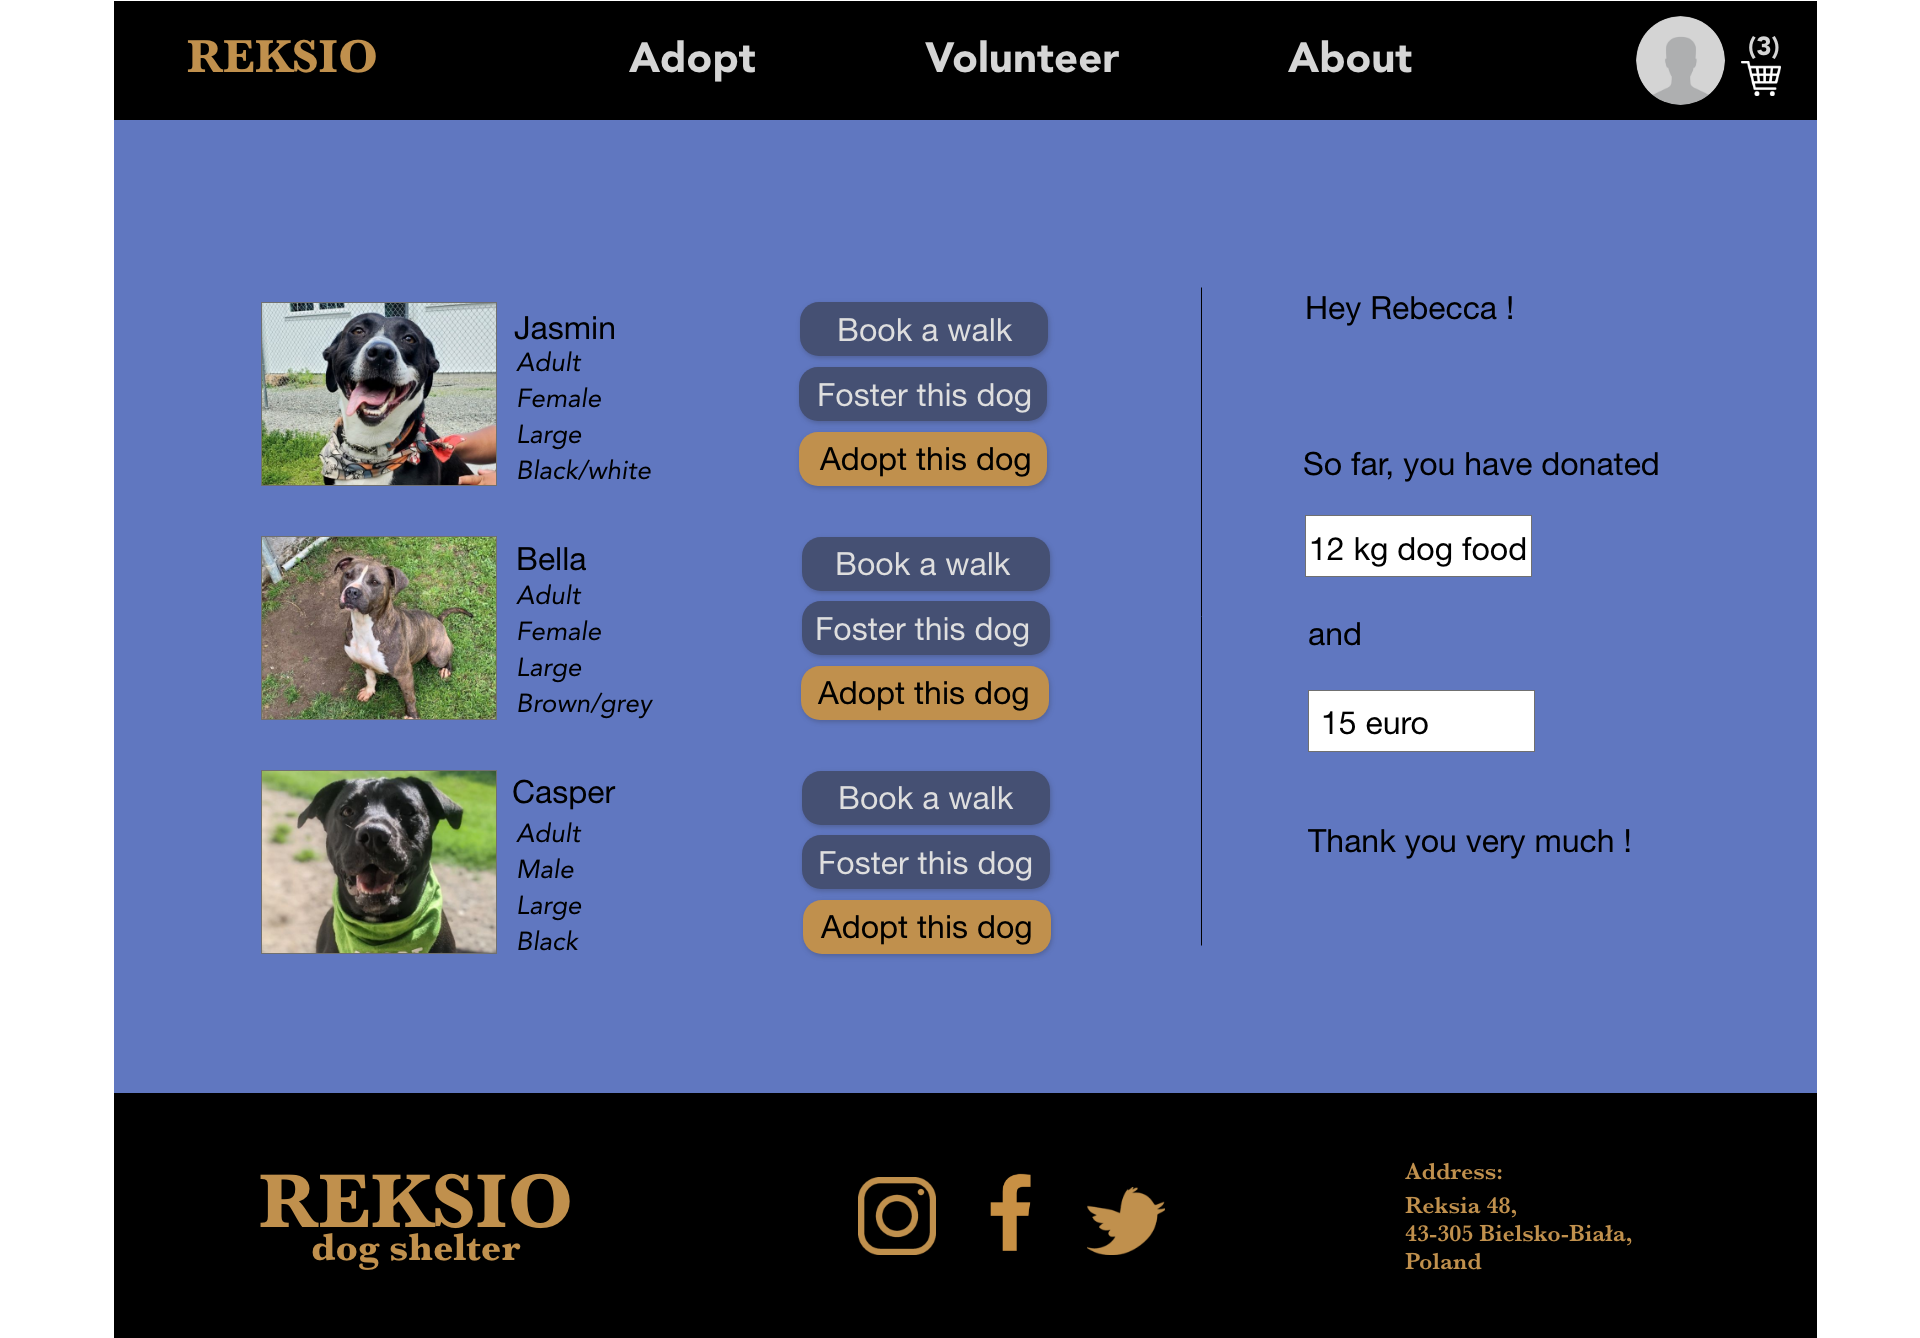 REKSIO
Adopt
Volunteer
About
(3)
Jasmin
Adult
Female
Large
Black/white
Book a walk
Foster this dog
Adopt this dog
Bella
Adult
Female
Large
Brown/grey
Book a walk
Foster this dog
Adopt this dog
Casper
Adult
Male
Large
Black
Book a walk
Foster this dog
Adopt this dog
Hey Rebecca !
So far, you have donated
12 kg dog food
and
15 euro
Thank you very much !
REKSIO
dog shelter
Address:
Reksia 48,
43-305 Bielsko-Biała,
Poland